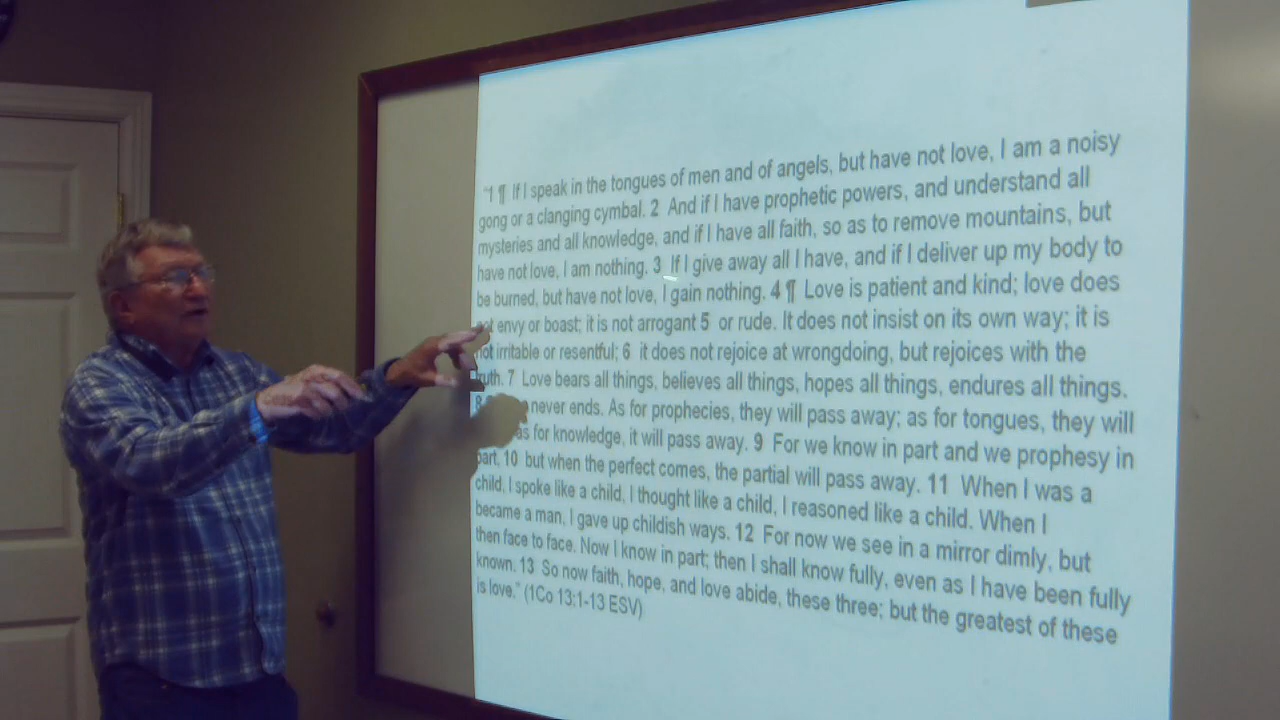 “1 ¶ If I speak in the tongues of men and of angels, but have not love, I am a noisy
gong or a clanging cymbal. 2 And if I have prophetic powers, and understand all
mysteries and all knowledge, and if I have all faith, so as to remove mountains, but
have not love, I am nothing. 3 If I give away all I have, and if I deliver up my body to
be burned, but have not love, I gain nothing. 4 ¶ Love is patient and kind; love does
not envy or boast; it is not arrogant 5 or rude. It does not insist on its own way; it is
not irritable or resentful; 6 it does not rejoice at wrongdoing, but rejoices with the
truth. 7 Love bears all things, believes all things, hopes all things, endures all things.
8 never ends. As for prophecies, they will pass away; as for tongues, they will
as for knowledge, it will pass away. 9 For we know in part and we prophesy in
part, 10 but when the perfect comes, the partial will pass away. 11 When I was a
child, I spoke like a child, I thought like a child, I reasoned like a child. When I
became a man, I gave up childish ways. 12 For now we see in a mirror dimly, but
then face to face. Now I know in part; then I shall know fully, even as I have been fully
known. 13 So now faith, hope, and love abide, these three; but the greatest of these
is love.” (1Co 13:1-13 ESV)